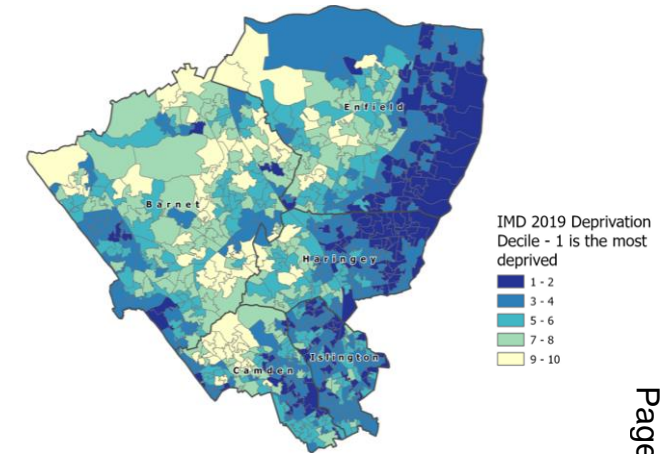 Enfield
Barnet
Haringey
Islington
Camden
IMD 2019 Deprivation
Decile - 1 is the most
deprived
1 - 2
3 - 4
5 - 6
7 - 8
9 - 10
Page